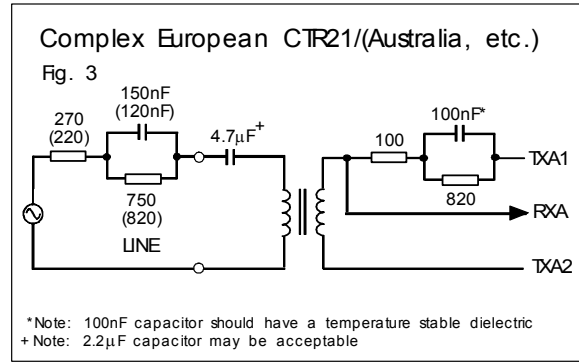 Complex European CTR21/(Australia, etc.)
Fig. 3
150nF
(120nF)
270
(220)
4.7µF+
100nF*
100
TXA1
750
(820)
820
RXA
LINE
TXA2
*Note: 100nF capacitor should have a temperature stable dielectric
+ Note: 2.2µF capacitor may be acceptable